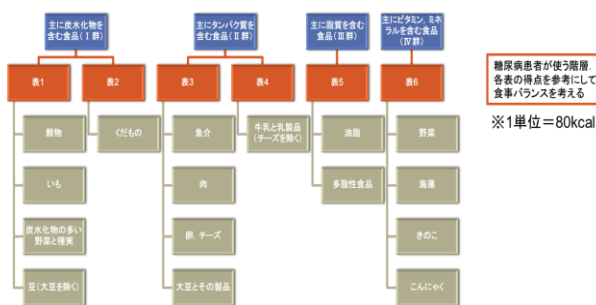 主に炭水化物を
含む食品(Ⅰ群)
主にタンパク質を
含む食品(Ⅱ群)
主に脂質を含む
食品(Ⅲ群)
主にビタミン、ミネ
ラルを含む食品
(Ⅳ群)
表1
表2
表3
表4
表5
表6
糖尿病患者が使う階層.
各表の得点を参考にして
食事バランスを考える
※1単位=80kcal
穀物
くだもの
魚介
牛乳と乳製品
(チーズを除く)
油脂
野菜
いも
肉
多脂性食品
海藻
炭水化物の多い
野菜と種実
卵、チーズ
きのこ
豆(大豆を除く)
大豆とその製品
こんにゃく